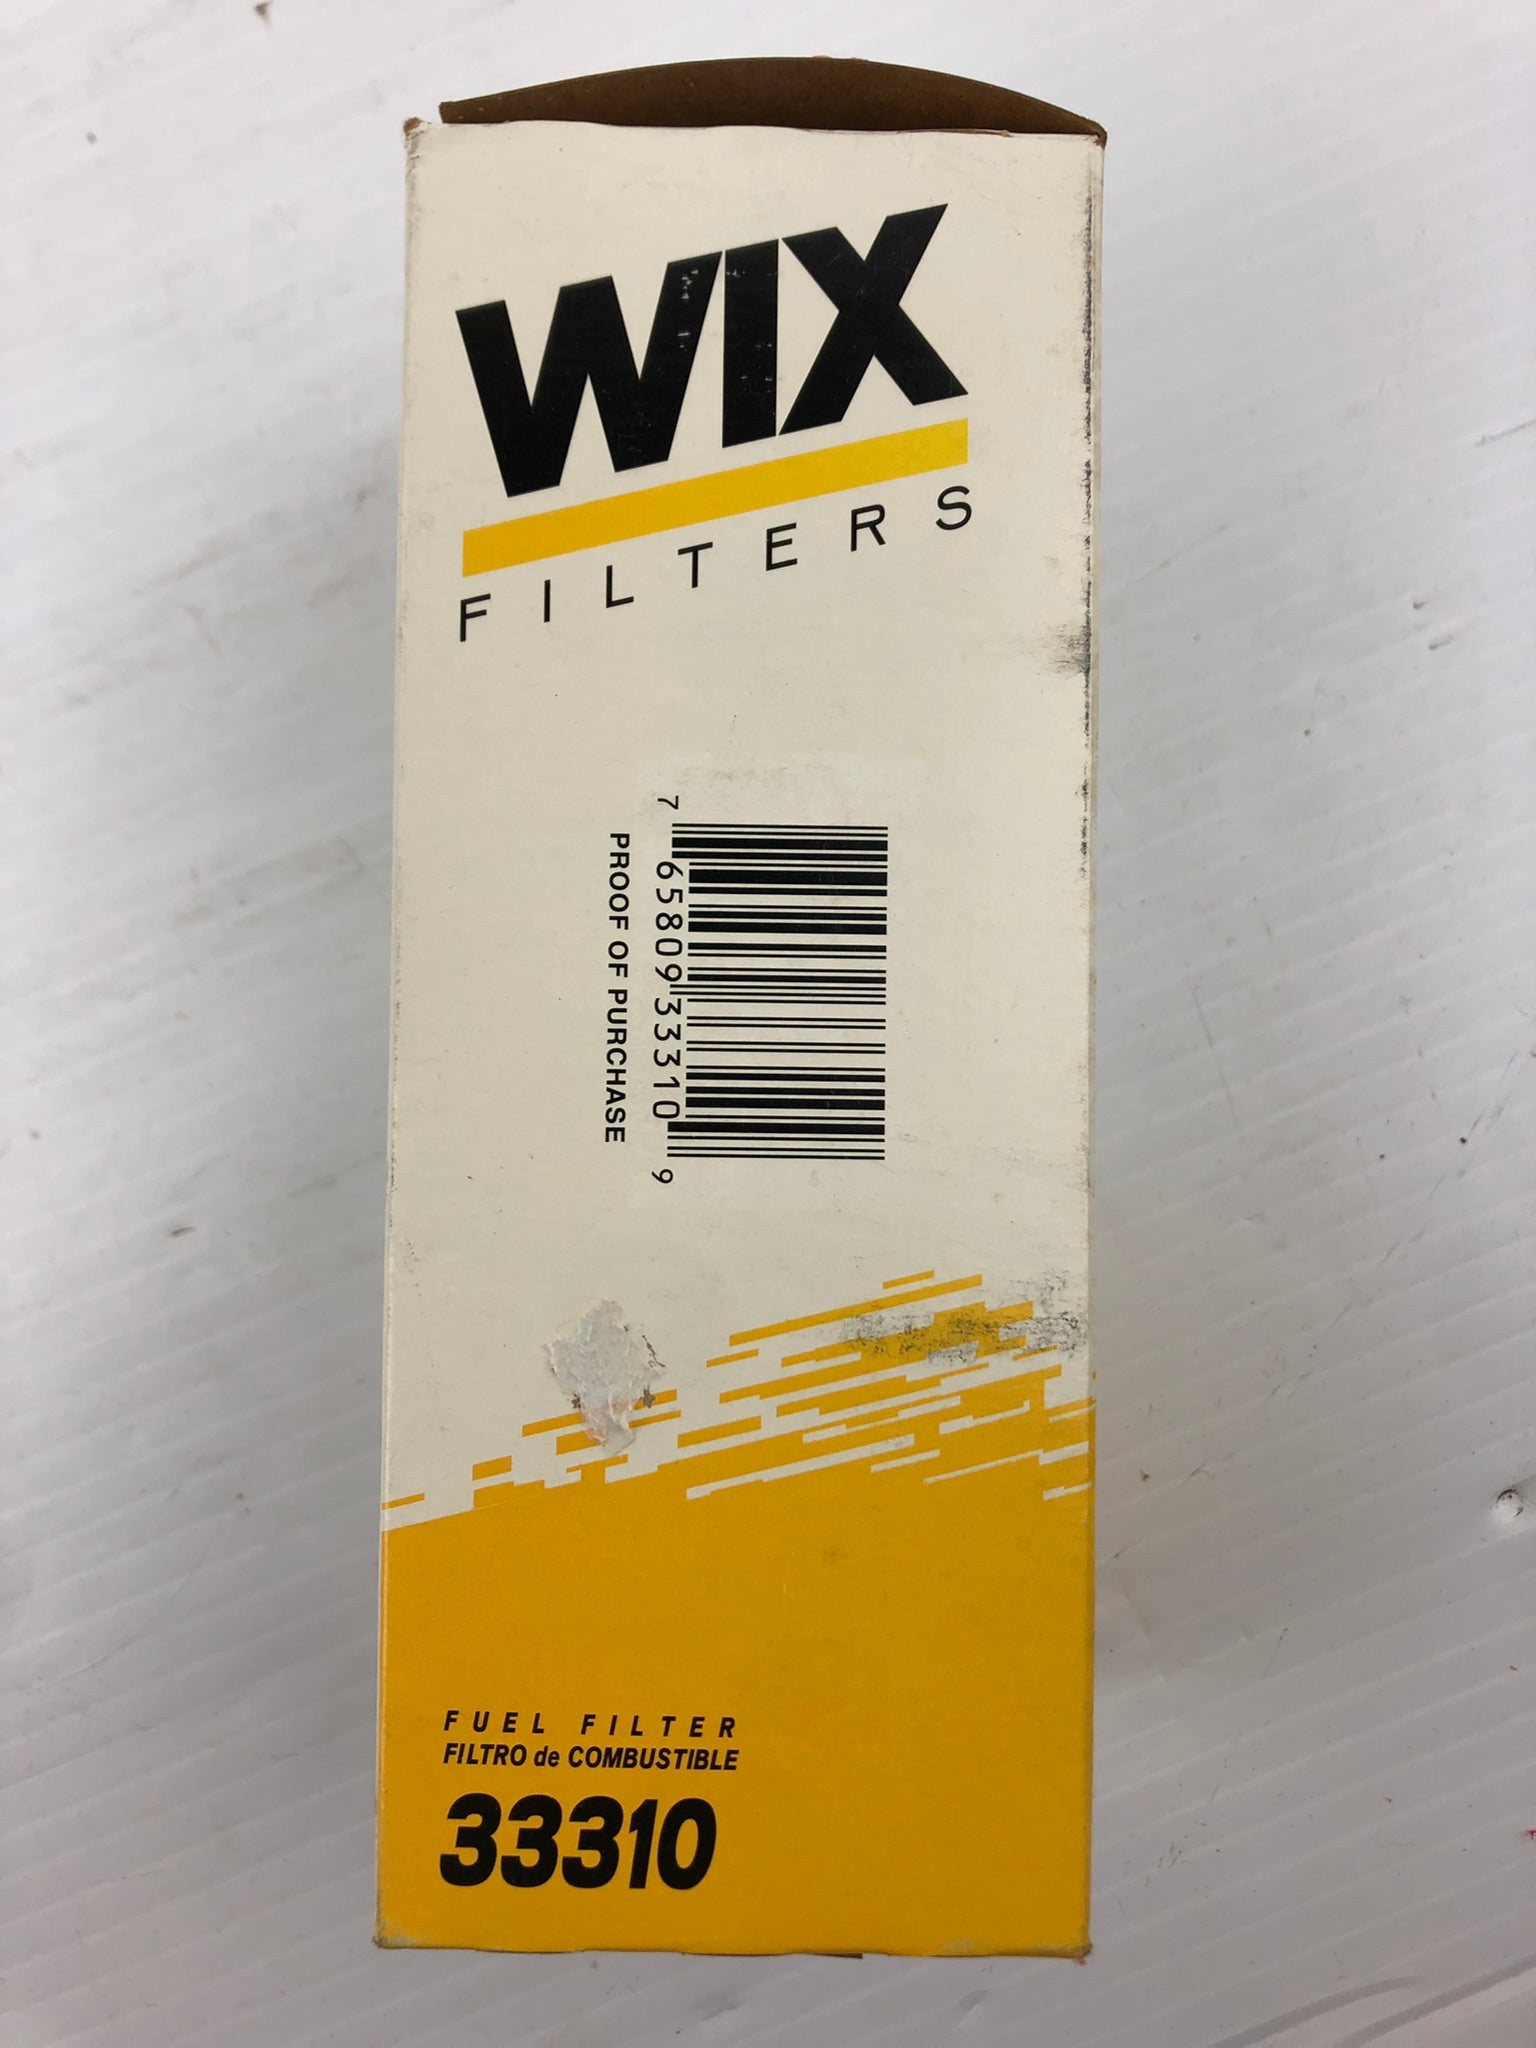 WIX
FILTERS
7 65809 33310 9
PROOF OF PURCHASE
FUEL FILTER
FILTRO de COMBUSTIBLE
33310